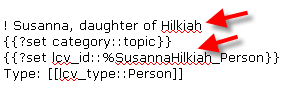 ! Susanna, daughter of Hilkiah
{{?set category::topic}}
{{?set lcv_id::%SusannaHilkiah_Person}}
Type: [[lcv_type::Person]]